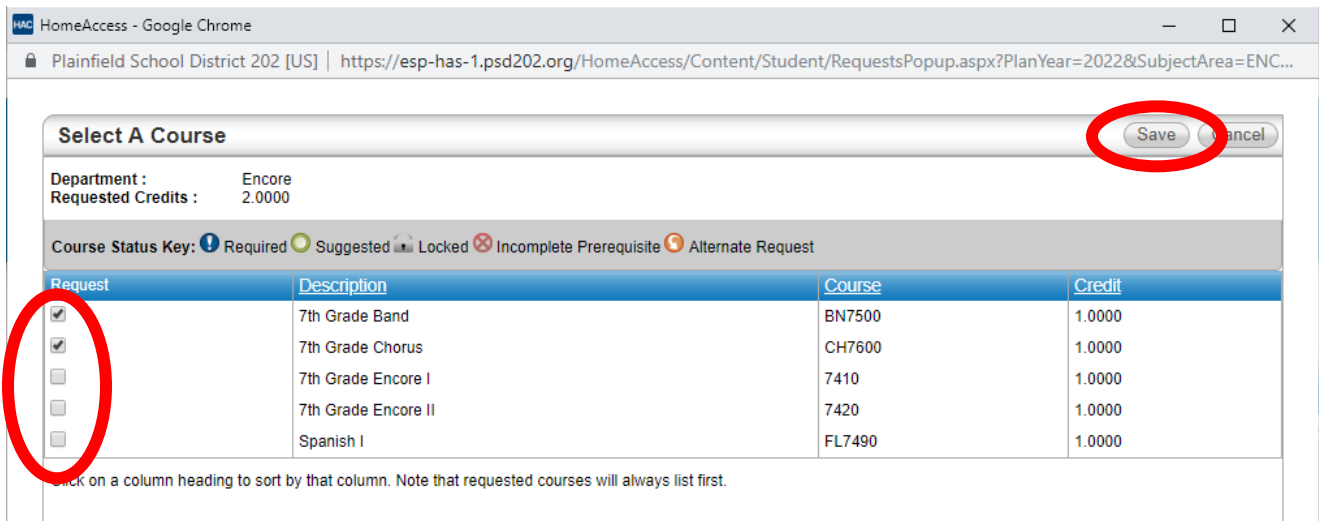 HAC HomeAccess - Google Chrome
Plainfield School District 202 [US] | https://esp-has-1.psd202.org/HomeAccess/Content/Student/RequestsPopup.aspx?PlanYear=2022&SubjectArea=ENC...
Select A Course Save Cancel
Department : Encore
Requested Credits : 2.0000
Course Status Key: Required Suggested Locked Incomplete Prerequisite Alternate Request
Request Description Course Credit
7th Grade Band BN7500 1.0000
7th Grade Chorus CH7600 1.0000
7th Grade Encore I 7410 1.0000
7th Grade Encore II 7420 1.0000
Spanish I FL7490 1.0000
Click on a column heading to sort by that column. Note that requested courses will always list first.